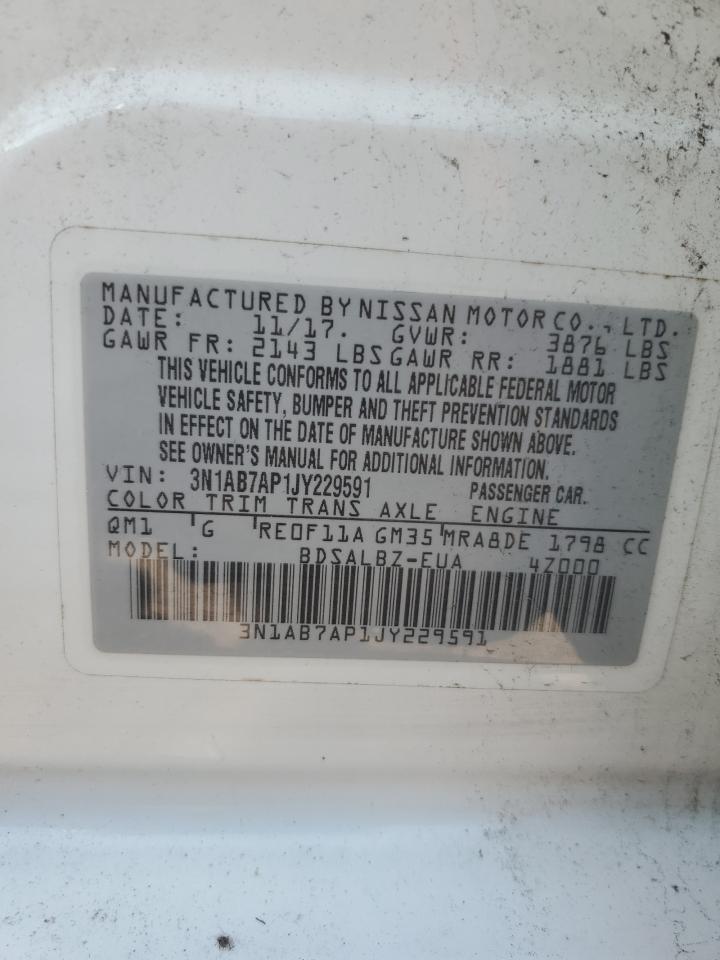 MANUFACTURED BY NISSAN MOTOR CO., LTD.
DATE: 11/17. GVWR: 3876 LBS
GAWR FR: 2143 LBS GAWR RR: 1881 LBS
THIS VEHICLE CONFORMS TO ALL APPLICABLE FEDERAL MOTOR
VEHICLE SAFETY, BUMPER AND THEFT PREVENTION STANDARDS
IN EFFECT ON THE DATE OF MANUFACTURE SHOWN ABOVE.
SEE OWNER'S MANUAL FOR ADDITIONAL INFORMATION.
VIN: 3N1AB7AP1JY229591 PASSENGER CAR.
COLOR TRIM TRANS AXLE ENGINE
QM1 G RE0F11A GM35 MRA8DE 1798 CC
MODEL: BDSALBZ-EUA 4Z000
3N1AB7AP1JY229591